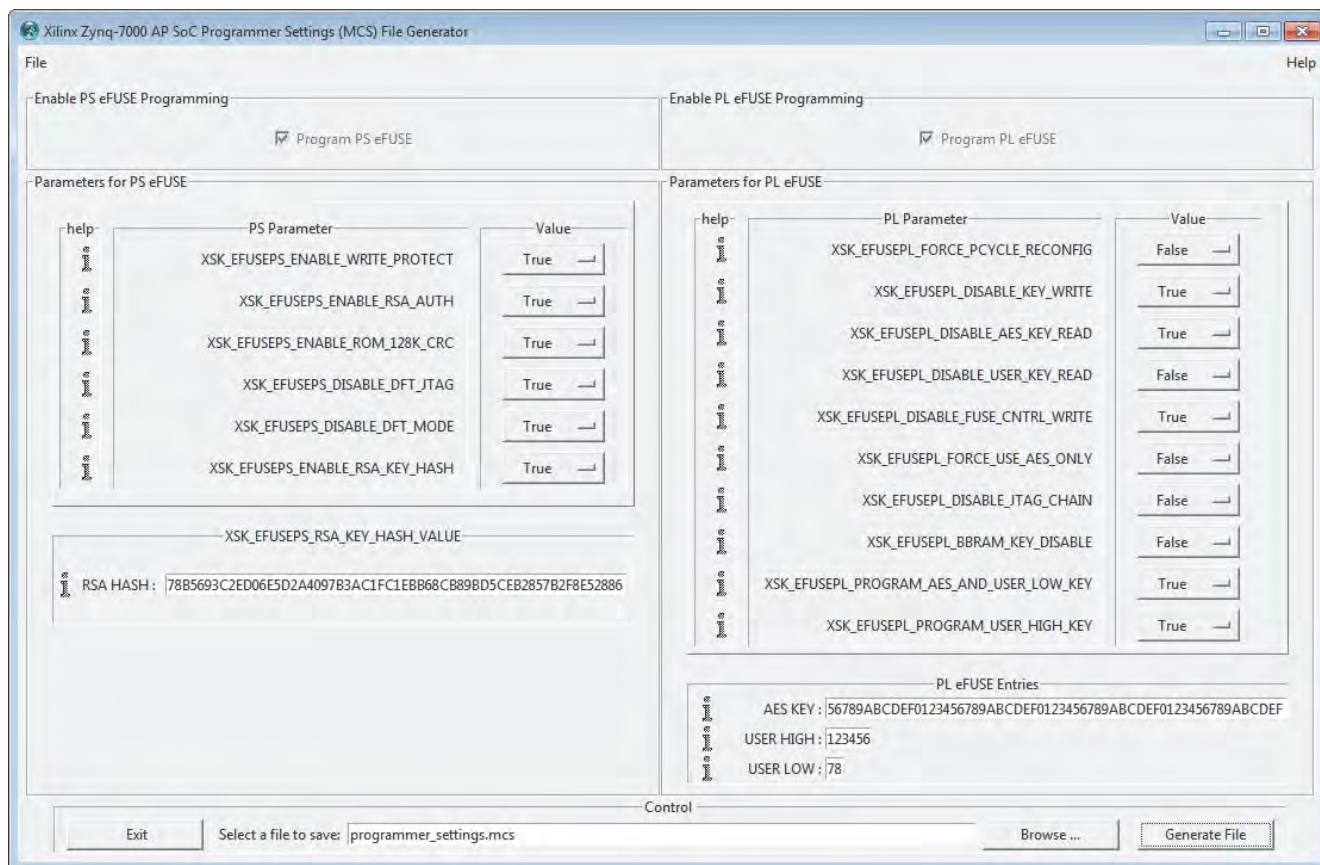 Xilinx Zynq-7000 AP SoC Programmer Settings (MCS) File Generator
File Help
Enable PS eFUSE Programming
Program PS eFUSE
Enable PL eFUSE Programming
Program PL eFUSE
Parameters for PS eFUSE
help PS Parameter Value
XSK_EFUSEPS_ENABLE_WRITE_PROTECT True
XSK_EFUSEPS_ENABLE_RSA_AUTH True
XSK_EFUSEPS_ENABLE_ROM_128K_CRC True
XSK_EFUSEPS_DISABLE_DFT_JTAG True
XSK_EFUSEPS_DISABLE_DFT_MODE True
XSK_EFUSEPS_ENABLE_RSA_KEY_HASH True
XSK_EFUSEPS_RSA_KEY_HASH_VALUE
RSA HASH : 78B5693C2ED06E5D2A4097B3AC1FC1EBB68CB89BD5CEB2857B2F8E52886
Parameters for PL eFUSE
help PL Parameter Value
XSK_EFUSEPL_FORCE_PCYCLE_RECONFIG False
XSK_EFUSEPL_DISABLE_KEY_WRITE True
XSK_EFUSEPL_DISABLE_AES_KEY_READ True
XSK_EFUSEPL_DISABLE_USER_KEY_READ False
XSK_EFUSEPL_DISABLE_FUSE_CNTRL_WRITE True
XSK_EFUSEPL_FORCE_USE_AES_ONLY False
XSK_EFUSEPL_DISABLE_JTAG_CHAIN False
XSK_EFUSEPL_BBRAM_KEY_DISABLE False
XSK_EFUSEPL_PROGRAM_AES_AND_USER_LOW_KEY True
XSK_EFUSEPL_PROGRAM_USER_HIGH_KEY True
PL eFUSE Entries
AES KEY : 56789ABCDEF0123456789ABCDEF0123456789ABCDEF0123456789ABCDEF
USER HIGH : 123456
USER LOW : 78
Control
Exit Select a file to save: programmer_settings.mcs Browse ... Generate File